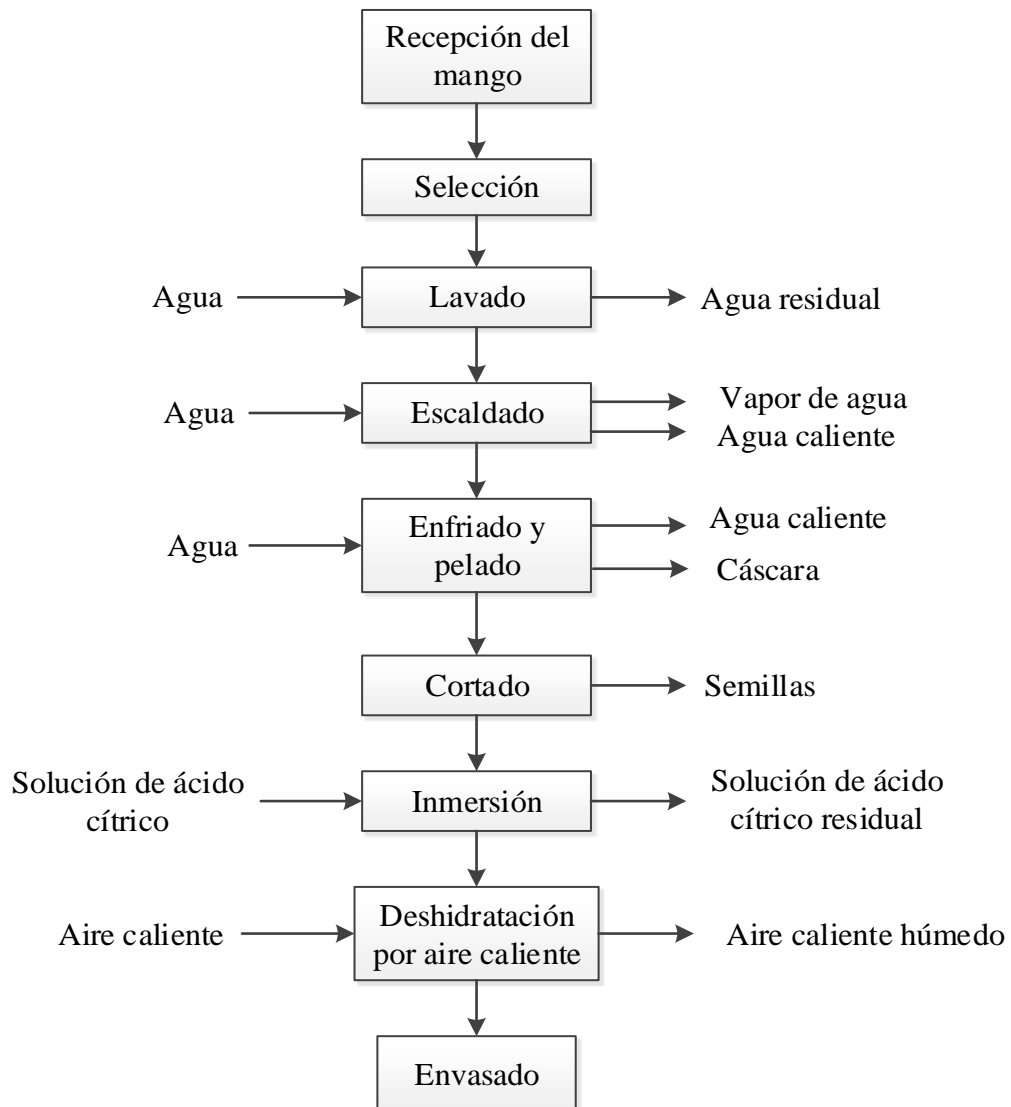 Recepción del
mango
Selección
Agua
Lavado
Agua residual
Agua
Escaldado
Vapor de agua
Agua caliente
Agua
Enfriado y
pelado
Agua caliente
Cáscara
Cortado
Semillas
Solución de ácido
cítrico
Inmersión
Solución de ácido
cítrico residual
Aire caliente
Deshidratación
por aire caliente
Aire caliente húmedo
Envasado